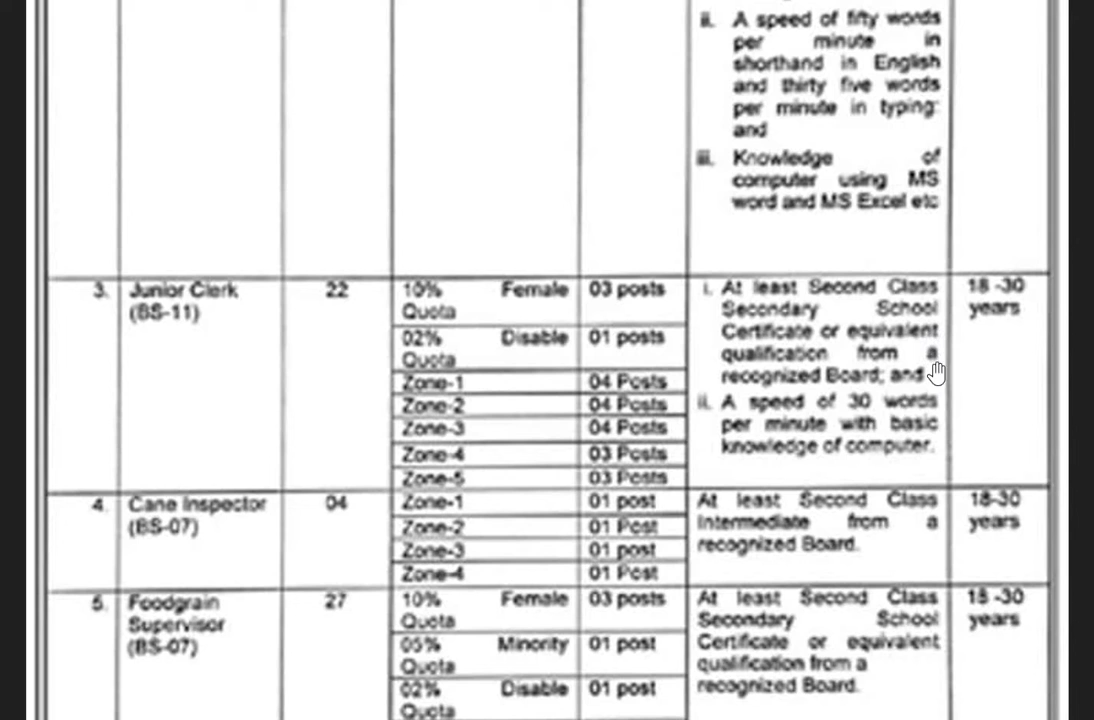 ii. A speed of fifty words
per minute in
shorthand in English
and thirty five words
per minute in typing:
and
iii. Knowledge of
computer using MS
word and MS Excel etc
3. Junior Clerk
(BS-11)
22
10% Female
Quota
03 posts
02% Disable
Quota
01 posts
Zone-1 04 Posts
Zone-2 04 Posts
Zone-3 04 Posts
Zone-4 03 Posts
Zone-5 03 Posts
i. At least Second Class
Secondary School
Certificate or equivalent
qualification from a
recognized Board; and
ii. A speed of 30 words
per minute with basic
knowledge of computer.
18 -30
years
4. Cane Inspector
(BS-07)
04
Zone-1 01 post
Zone-2 01 Post
Zone-3 01 post
Zone-4 01 Post
At least Second Class
Intermediate from a
recognized Board.
18-30
years
5. Foodgrain
Supervisor
(BS-07)
27
10% Female
Quota
03 posts
05% Minority
Quota
01 post
02% Disable
Quota
01 post
At least Second Class
Secondary School
Certificate or equivalent
qualification from a
recognized Board.
18 -30
years